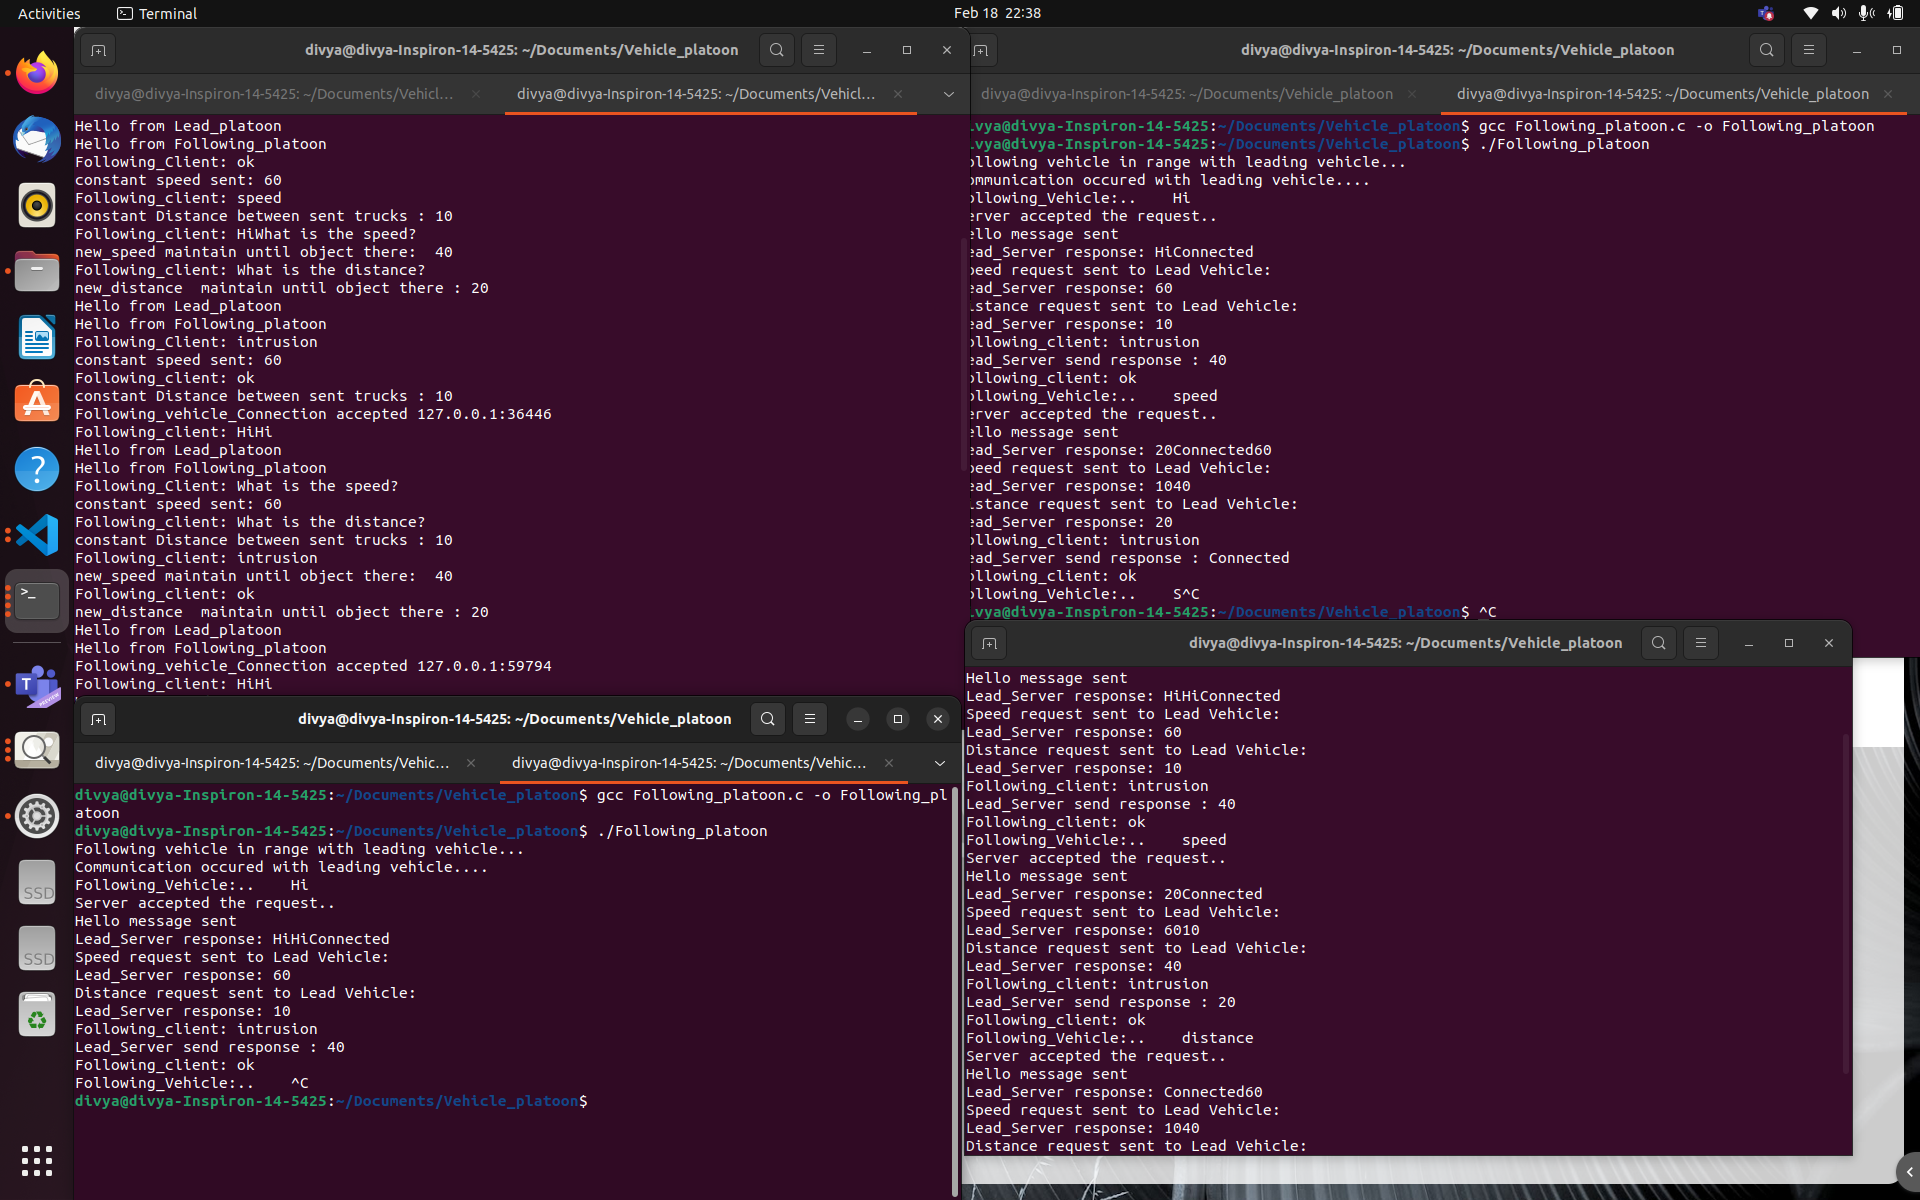 Activities
Terminal
Feb 18 22:38
divya@divya-Inspiron-14-5425: ~/Documents/Vehicle_platoon
divya@divya-Inspiron-14-5425: ~/Documents/Vehicl...
divya@divya-Inspiron-14-5425: ~/Documents/Vehicl...
Hello from Lead_platoon
Hello from Following_platoon
Following_Client: ok
constant speed sent: 60
Following_client: speed
constant Distance between sent trucks : 10
Following_client: HiWhat is the speed?
new_speed maintain until object there:  40
Following_client: What is the distance?
new_distance  maintain until object there : 20
Hello from Lead_platoon
Hello from Following_platoon
Following_Client: intrusion
constant speed sent: 60
Following_client: ok
constant Distance between sent trucks : 10
Following_vehicle_Connection accepted 127.0.0.1:36446
Following_client: HiHi
Hello from Lead_platoon
Hello from Following_platoon
Following_Client: What is the speed?
constant speed sent: 60
Following_client: What is the distance?
constant Distance between sent trucks : 10
Following_client: intrusion
new_speed maintain until object there:  40
Following_client: ok
new_distance  maintain until object there : 20
Hello from Lead_platoon
Hello from Following_platoon
Following_vehicle_Connection accepted 127.0.0.1:59794
Following_client: HiHi
divya@divya-Inspiron-14-5425: ~/Documents/Vehicle_platoon
divya@divya-Inspiron-14-5425: ~/Documents/Vehicle_platoon
divya@divya-Inspiron-14-5425: ~/Documents/Vehicle_platoon
ivya@divya-Inspiron-14-5425:~/Documents/Vehicle_platoon$ gcc Following_platoon.c -o Following_platoon
ivya@divya-Inspiron-14-5425:~/Documents/Vehicle_platoon$ ./Following_platoon
ollowing vehicle in range with leading vehicle...
ommunication occured with leading vehicle....
ollowing_Vehicle:..    Hi
erver accepted the request..
ello message sent
ead_Server response: HiConnected
peed request sent to Lead Vehicle:
ead_Server response: 60
istance request sent to Lead Vehicle:
ead_Server response: 10
ollowing_client: intrusion
ead_Server send response : 40
ollowing_client: ok
ollowing_Vehicle:..    speed
erver accepted the request..
ello message sent
ead_Server response: 20Connected60
peed request sent to Lead Vehicle:
ead_Server response: 1040
istance request sent to Lead Vehicle:
ead_Server response: 20
ollowing_client: intrusion
ead_Server send response : Connected
ollowing_client: ok
ollowing_Vehicle:..    S^C
ivya@divya-Inspiron-14-5425:~/Documents/Vehicle_platoon$ ^C
divya@divya-Inspiron-14-5425: ~/Documents/Vehicle_platoon
divya@divya-Inspiron-14-5425: ~/Documents/Vehic...
divya@divya-Inspiron-14-5425: ~/Documents/Vehic...
divya@divya-Inspiron-14-5425:~/Documents/Vehicle_platoon$ gcc Following_platoon.c -o Following_pl
atoon
divya@divya-Inspiron-14-5425:~/Documents/Vehicle_platoon$ ./Following_platoon
Following vehicle in range with leading vehicle...
Communication occured with leading vehicle....
Following_Vehicle:..    Hi
Server accepted the request..
Hello message sent
Lead_Server response: HiHiConnected
Speed request sent to Lead Vehicle:
Lead_Server response: 60
Distance request sent to Lead Vehicle:
Lead_Server response: 10
Following_client: intrusion
Lead_Server send response : 40
Following_client: ok
Following_Vehicle:..    ^C
divya@divya-Inspiron-14-5425:~/Documents/Vehicle_platoon$
divya@divya-Inspiron-14-5425: ~/Documents/Vehicle_platoon
Hello message sent
Lead_Server response: HiHiConnected
Speed request sent to Lead Vehicle:
Lead_Server response: 60
Distance request sent to Lead Vehicle:
Lead_Server response: 10
Following_client: intrusion
Lead_Server send response : 40
Following_client: ok
Following_Vehicle:..    speed
Server accepted the request..
Hello message sent
Lead_Server response: 20Connected
Speed request sent to Lead Vehicle:
Lead_Server response: 6010
Distance request sent to Lead Vehicle:
Lead_Server response: 40
Following_client: intrusion
Lead_Server send response : 20
Following_client: ok
Following_Vehicle:..    distance
Server accepted the request..
Hello message sent
Lead_Server response: Connected60
Speed request sent to Lead Vehicle:
Lead_Server response: 1040
Distance request sent to Lead Vehicle:
SSD
SSD